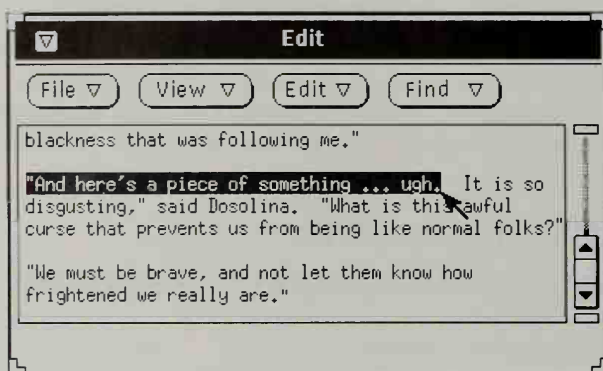 Edit
File View Edit Find
blackness that was following me."
"And here's a piece of something ... ugh. It is so
disgusting," said Dosolina. "What is this awful
curse that prevents us from being like normal folks?"
"We must be brave, and not let them know how
frightened we really are."